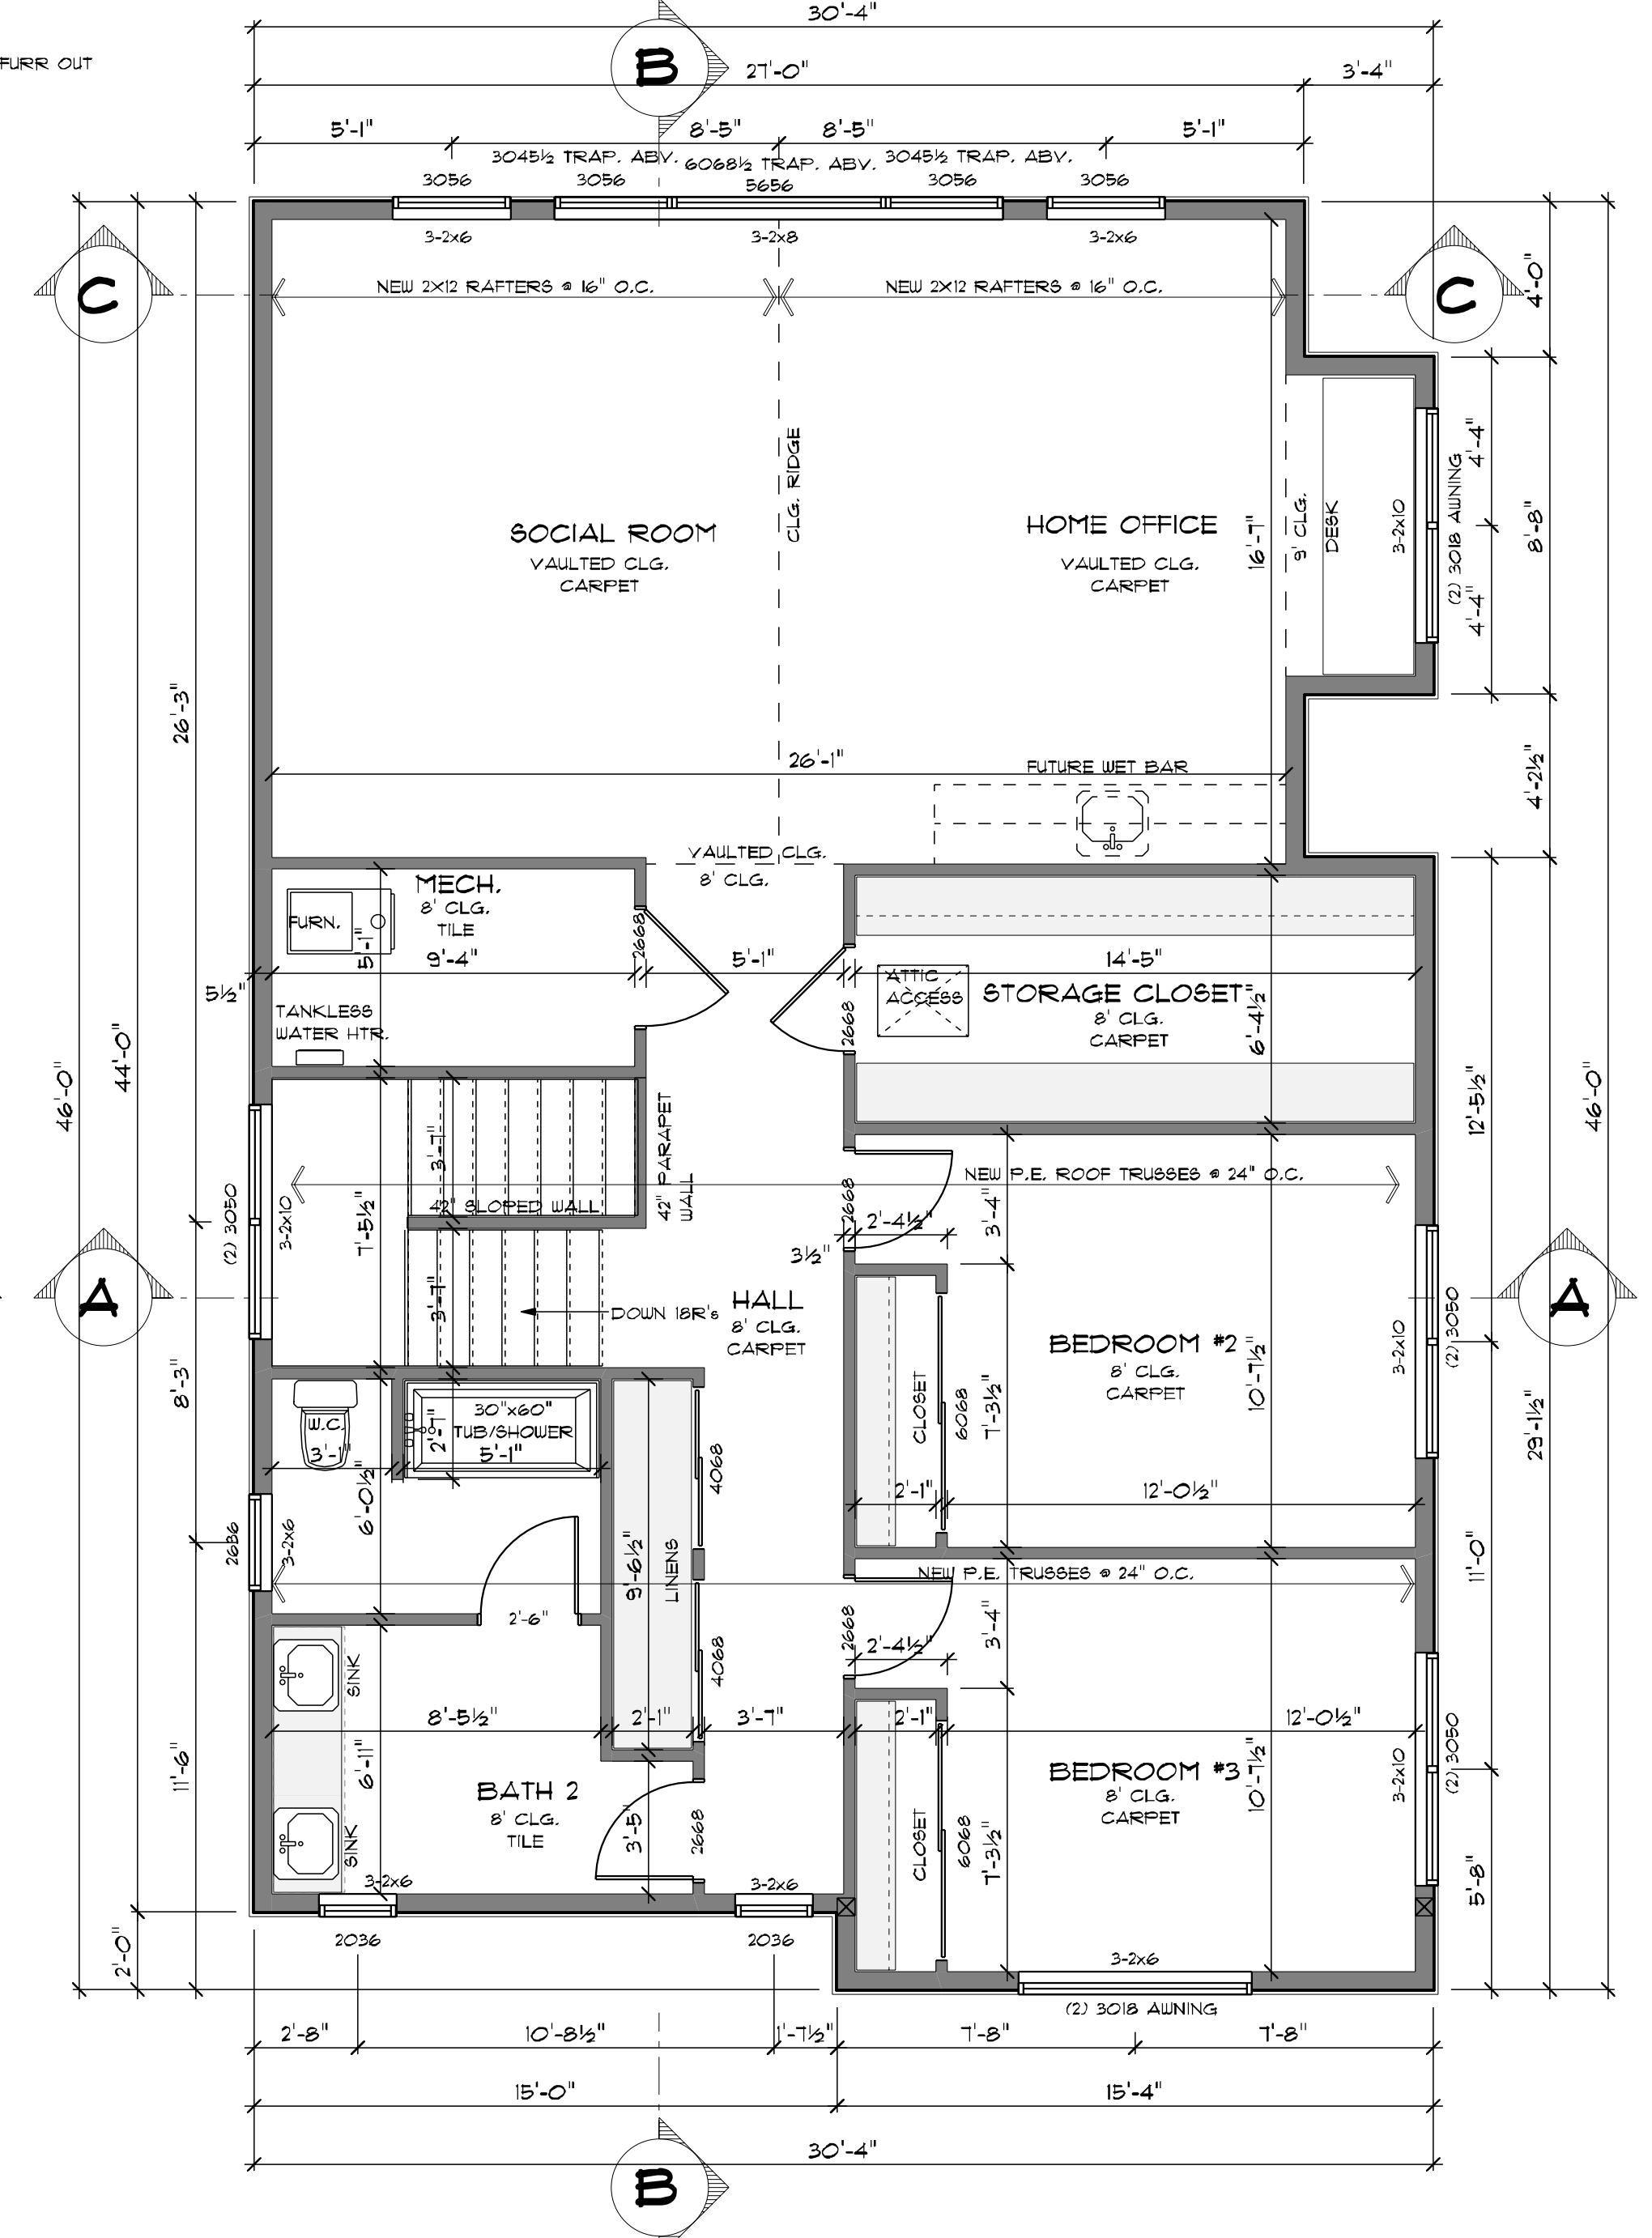 30'-4"
FURR OUT
B
27'-0"
3'-4"
5'-1"
8'-5"
8'-5"
5'-1"
3045½ TRAP. ABV.
6068½ TRAP. ABV.
3045½ TRAP. ABV.
3056
3056
5656
3056
3056
3-2x6
3-2x8
3-2x6
NEW 2X12 RAFTERS @ 16" O.C.
NEW 2X12 RAFTERS @ 16" O.C.
C
C
4'-0"
CLG. RIDGE
SOCIAL ROOM
VAULTED CLG.
CARPET
HOME OFFICE
VAULTED CLG.
CARPET
16'-7"
9' CLG.
DESK
3-2x10
(2) 3018 AWNING
4'-4"
4'-4"
8'-8"
26'-3"
26'-1"
FUTURE WET BAR
4'-2½"
VAULTED CLG.
8' CLG.
MECH.
8' CLG.
TILE
FURN.
5'-1"
9'-4"
2668
5'-1"
14'-5"
5½"
ATTIC
ACCESS
STORAGE CLOSET
8' CLG.
CARPET
6'-4½"
TANKLESS
WATER HTR.
2668
44'-0"
46'-0"
12'-5½"
46'-0"
3'-7"
42" PARAPET
WALL
42" SLOPED WALL
7'-5½"
(2) 3050
3-2x10
NEW P.E. ROOF TRUSSES @ 24" O.C.
2668
2'-4½"
3'-4"
3½"
A
A
3'-7"
DOWN 18R's
HALL
8' CLG.
CARPET
BEDROOM #2
8' CLG.
CARPET
10'-7½"
3-2x10
(2) 3050
CLOSET
6068
7'-3½"
8'-3"
29'-1½"
W.C.
3'-1"
30"x60"
TUB/SHOWER
5'-1"
2'-7"
4068
2'-1"
12'-0½"
6'-0½"
2636
3-2x6
9'-6½"
LINENS
NEW P.E. TRUSSES @ 24" O.C.
11'-0"
2'-6"
2668
2'-4½"
3'-4"
4068
SINK
8'-5½"
2'-1"
3'-7"
2'-1"
12'-0½"
6'-11"
11'-6"
BATH 2
8' CLG.
TILE
BEDROOM #3
8' CLG.
CARPET
10'-7½"
3-2x10
(2) 3050
3'-5"
2668
CLOSET
6068
7'-3½"
SINK
5'-8"
3-2x6
3-2x6
2036
2036
2'-0"
3-2x6
(2) 3018 AWNING
2'-8"
10'-8½"
1'-7½"
7'-8"
7'-8"
15'-0"
15'-4"
30'-4"
B